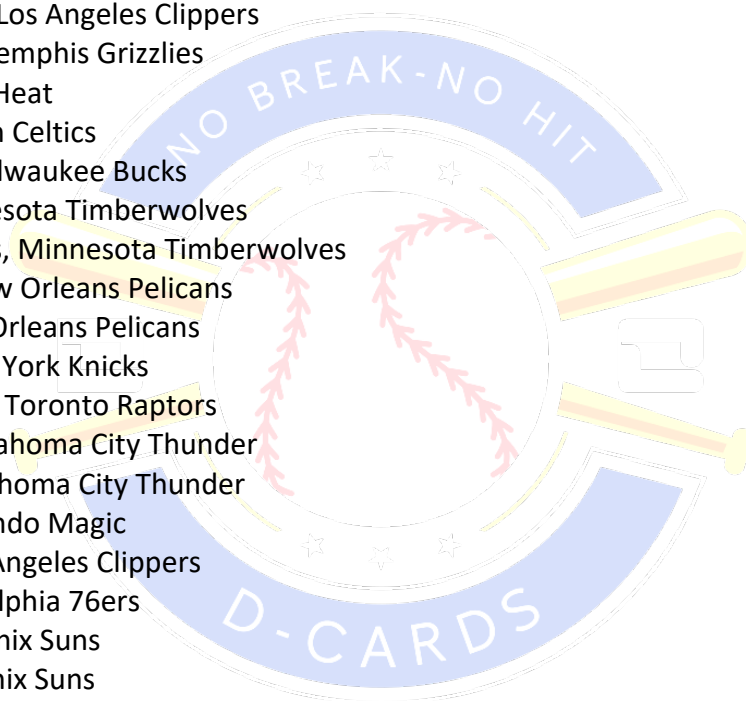 Los Angeles Clippers
emphis Grizzlies
Heat
n Celtics
lwaukee Bucks
esota Timberwolves
s, Minnesota Timberwolves
w Orleans Pelicans
Orleans Pelicans
York Knicks
Toronto Raptors
ahoma City Thunder
homa City Thunder
ndo Magic
Angeles Clippers
lphia 76ers
nix Suns
nix Suns
NO BREAK-NO HIT
D-CARDS